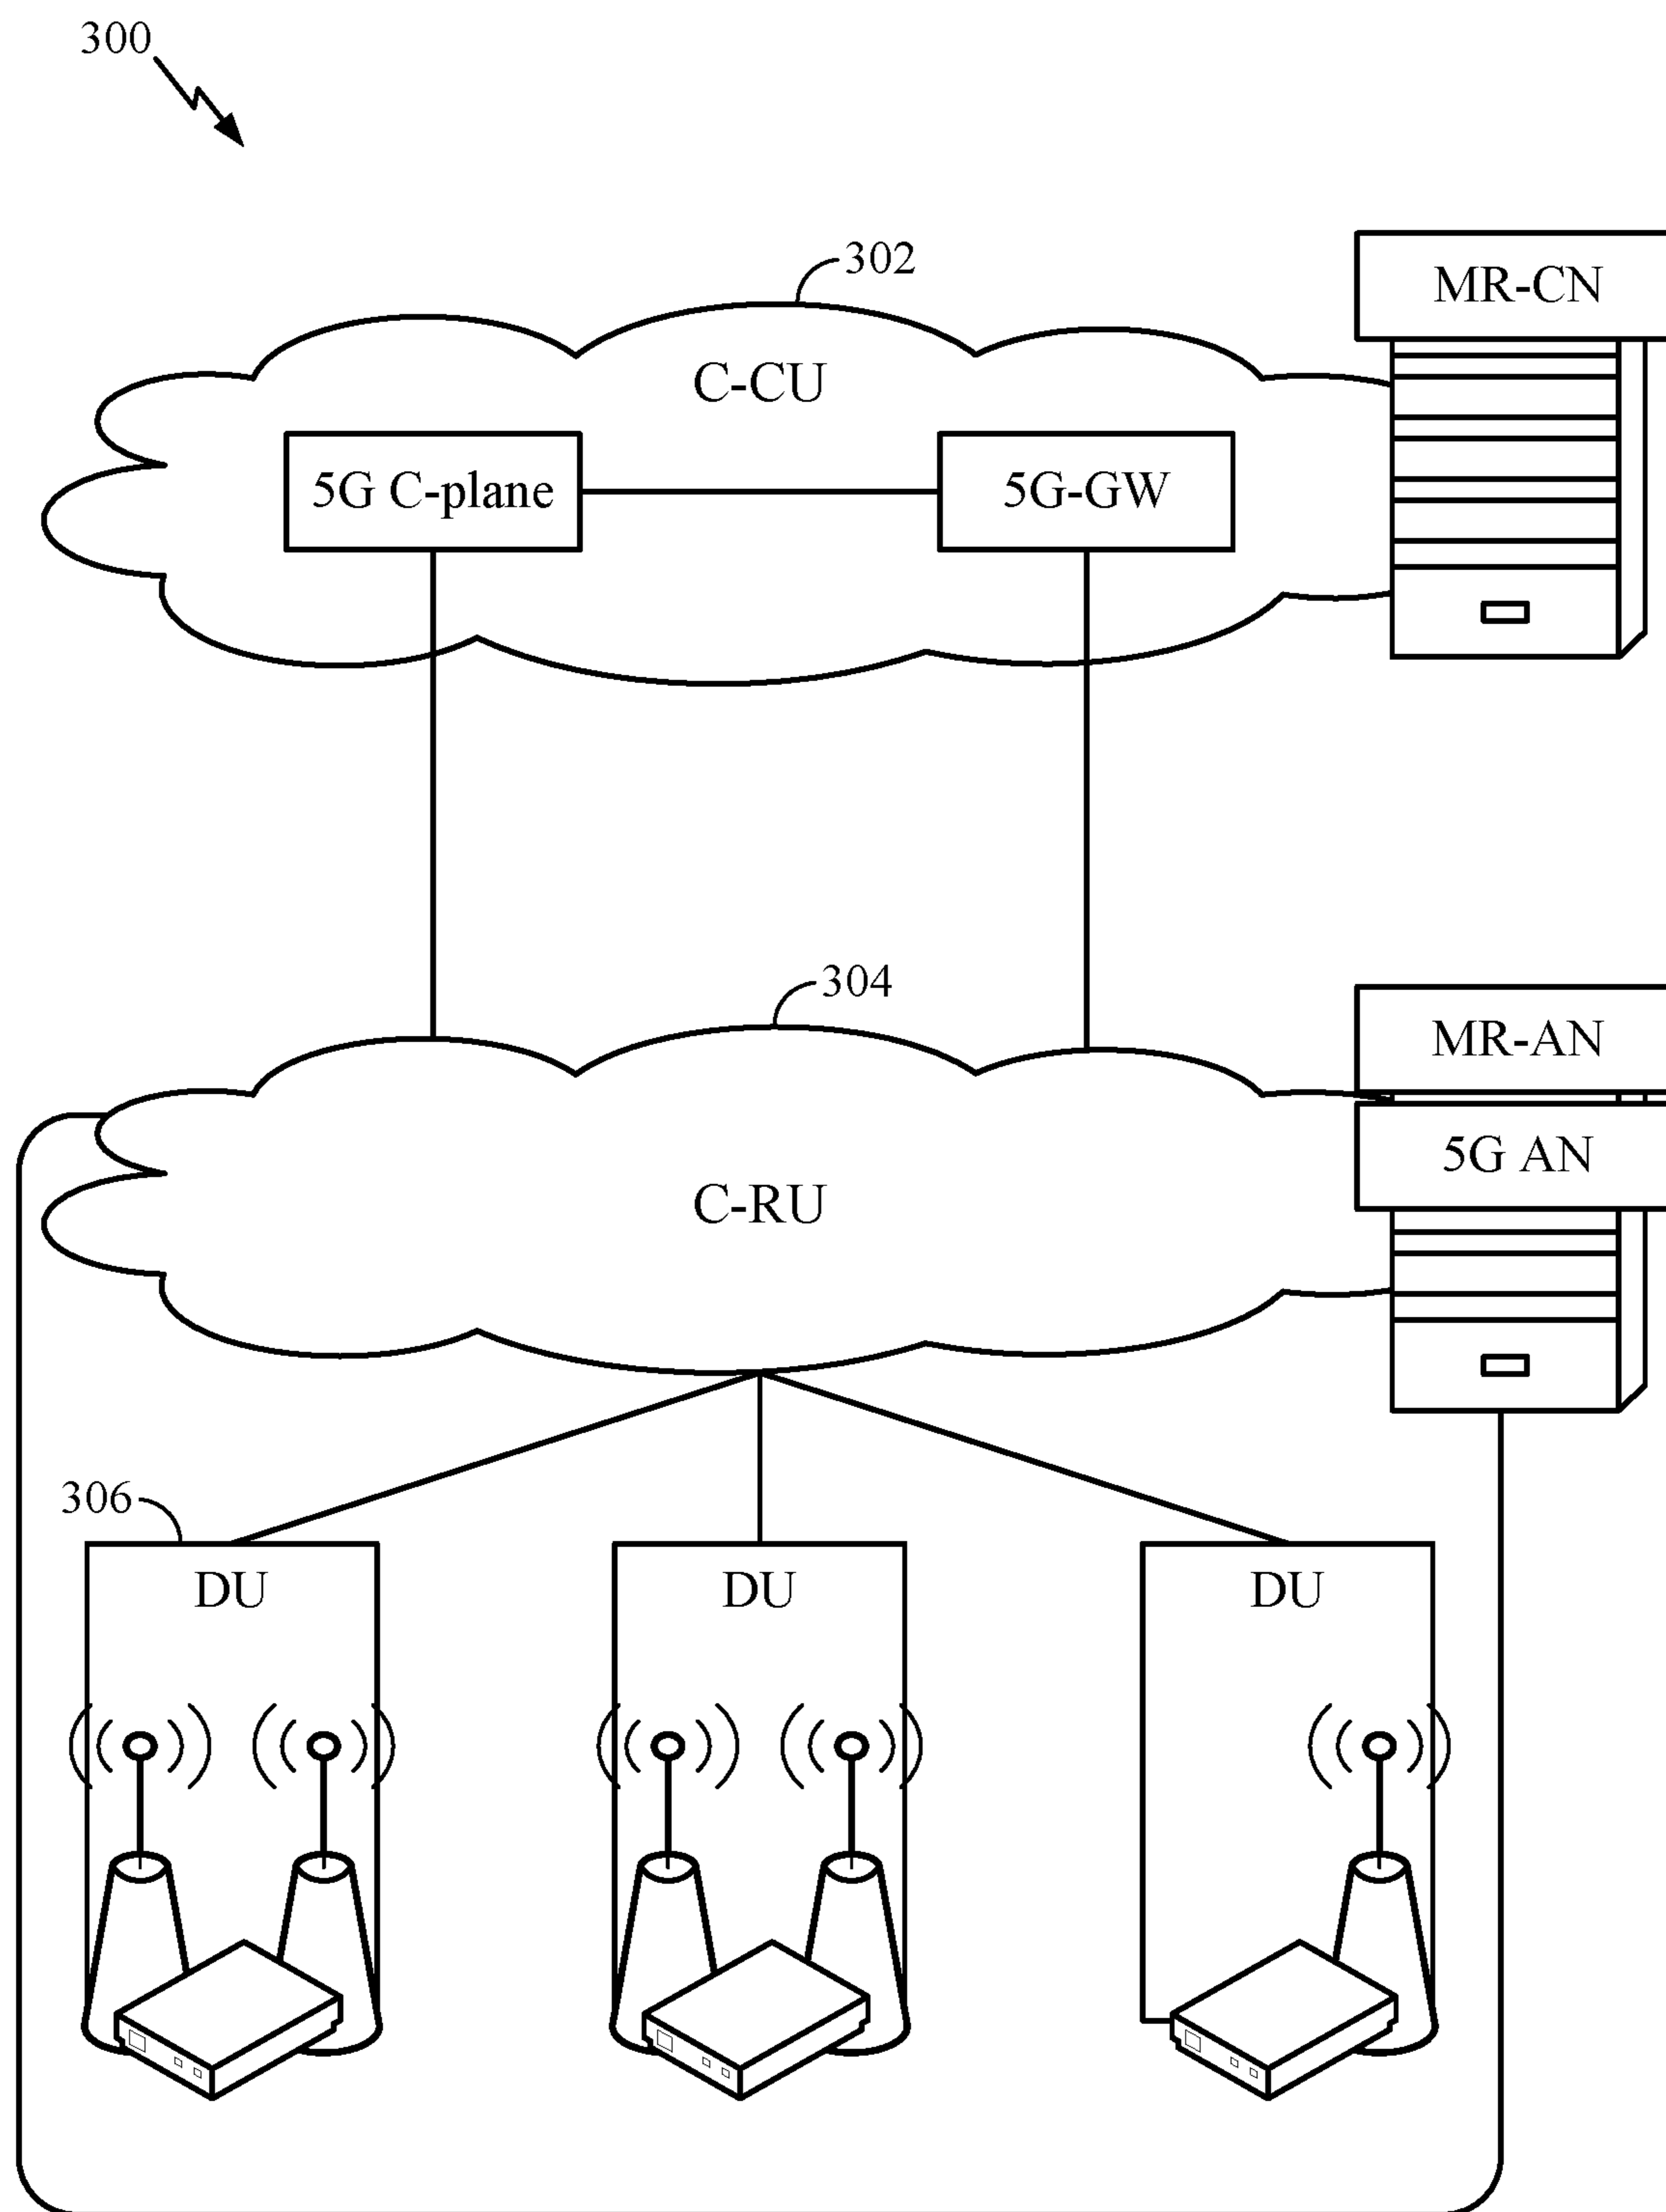 300
302
MR-CN
C-CU
5G C-plane
5G-GW
304
MR-AN
5G AN
C-RU
306
DU
DU
DU